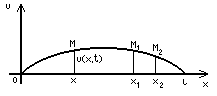 u
M M₁ M₂
u(x,t)
0 x x₁ x₂ l x